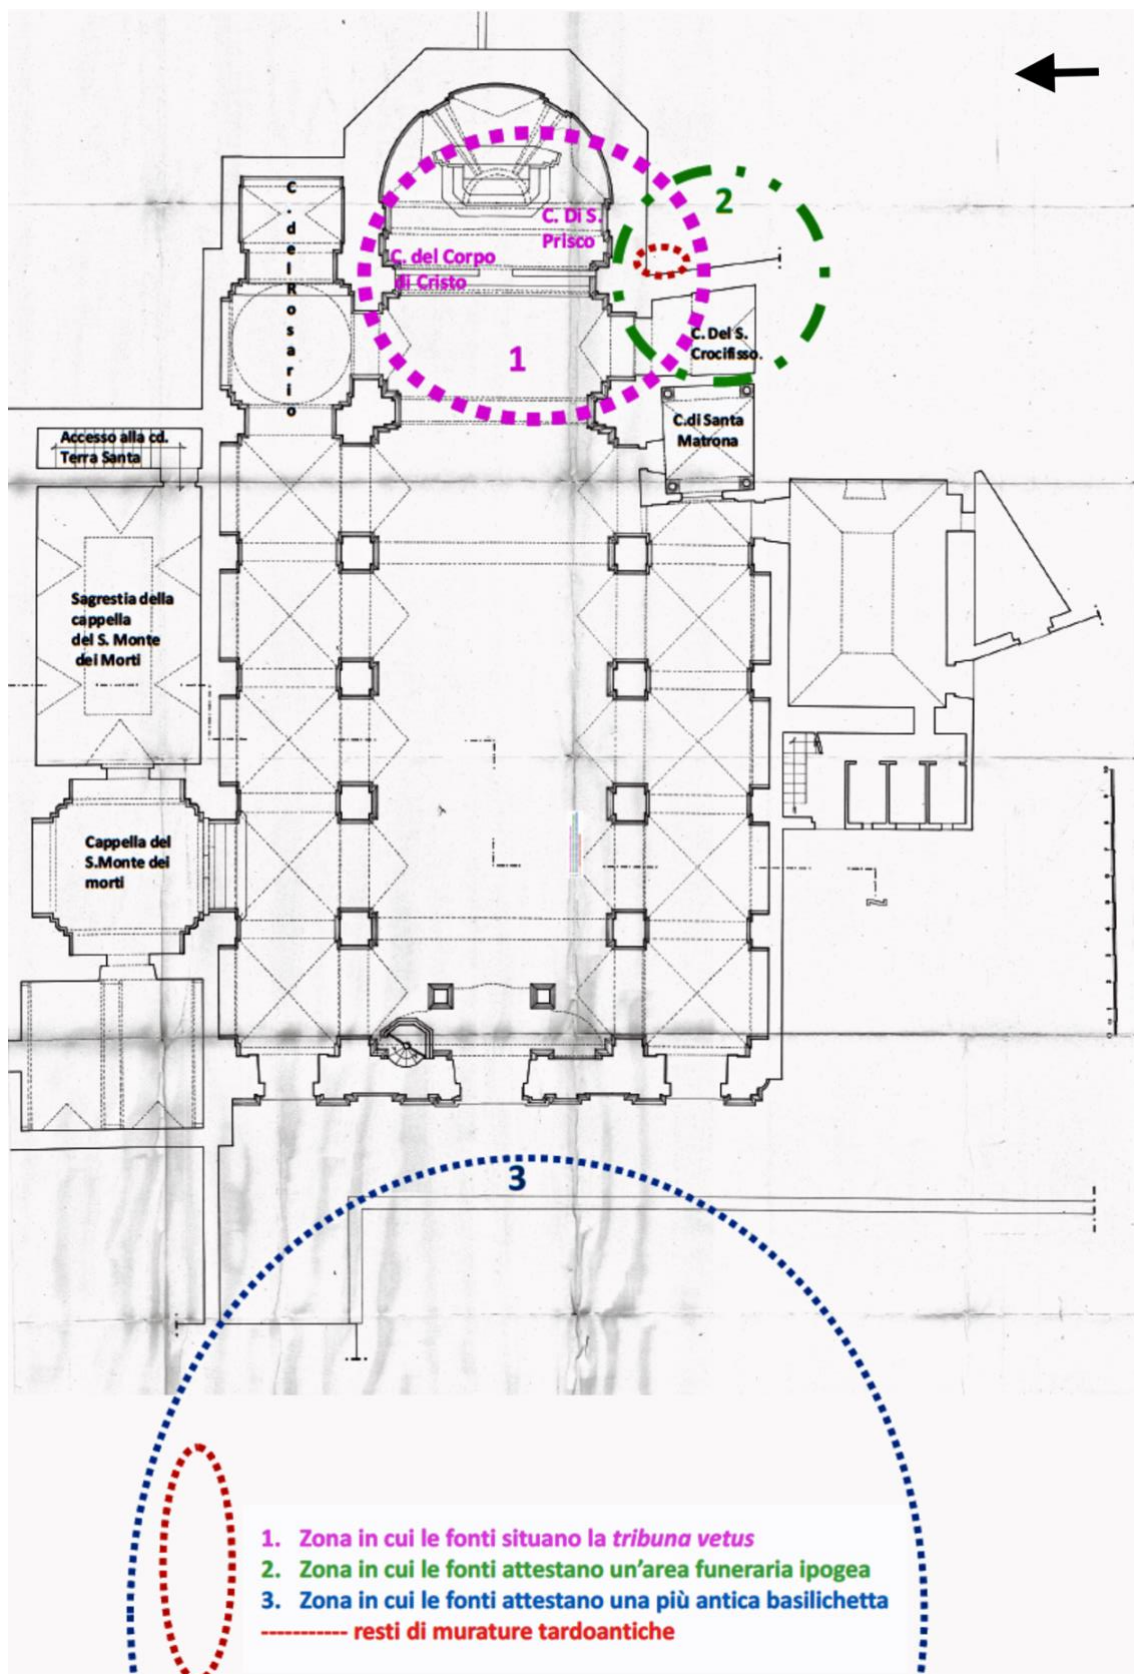 2
C. Di S.
Prisco
C. del Corpo
di Cristo
C. del Rosario
1
C. Del S.
Crocifisso.
C.di Santa
Matrona
Accesso alla cd.
Terra Santa
Sagrestia della
cappella
del S. Monte
dei Morti
Cappella del
S.Monte dei
morti
3
1. Zona in cui le fonti situano la tribuna vetus
2. Zona in cui le fonti attestano un'area funeraria ipogea
3. Zona in cui le fonti attestano una più antica basilichetta
----------- resti di murature tardoantiche